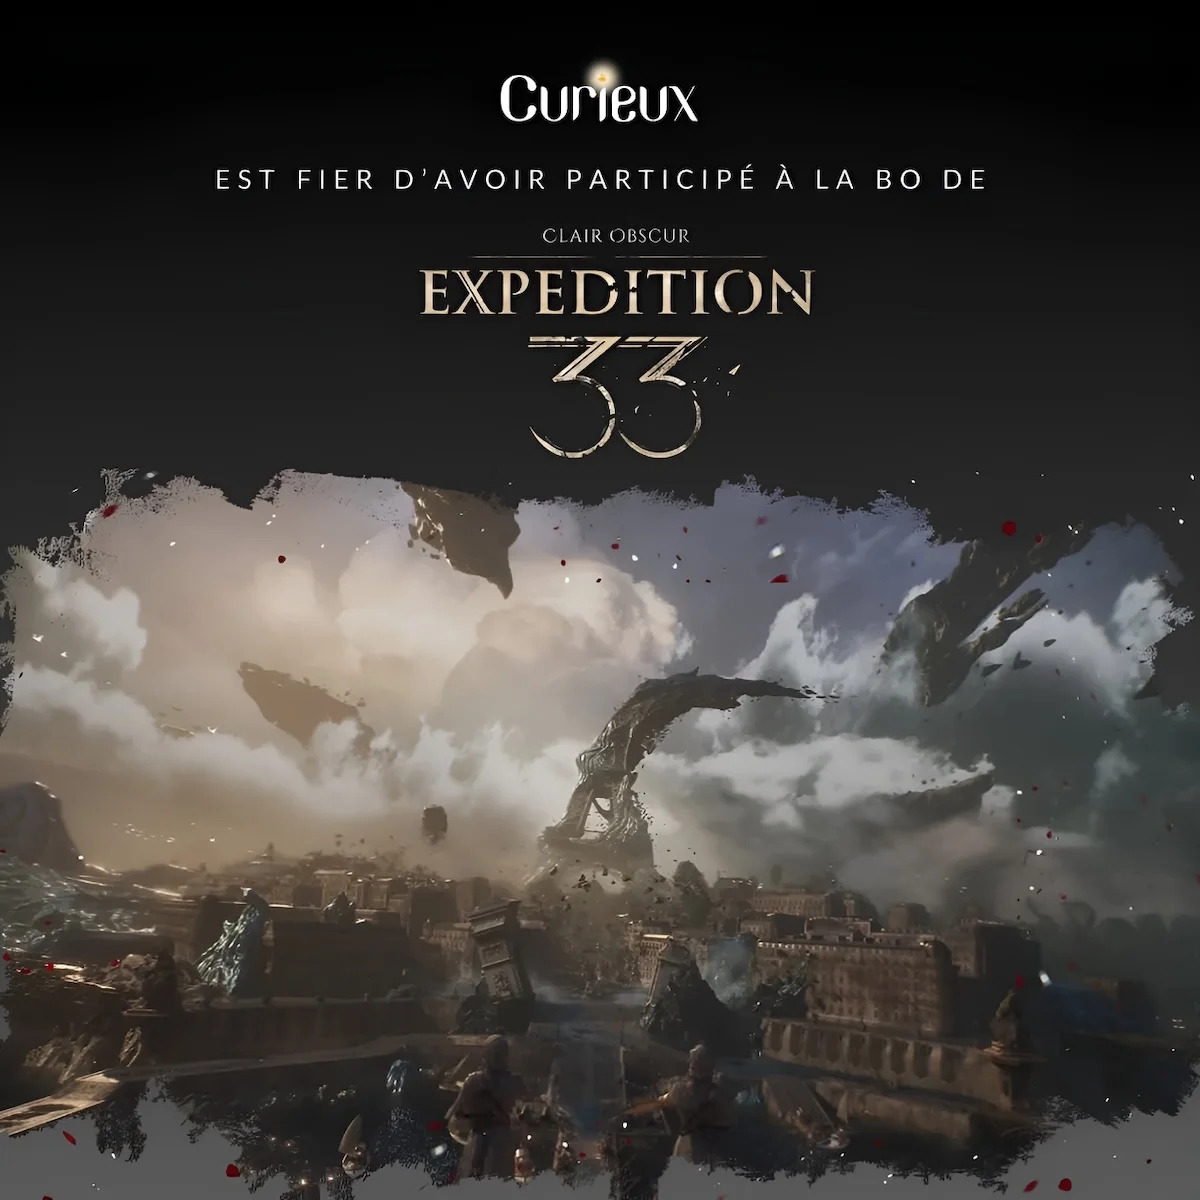 Curieux
EST FIER D'AVOIR PARTICIPÉ À LA BO DE
CLAIR OBSCUR
EXPEDITION
33